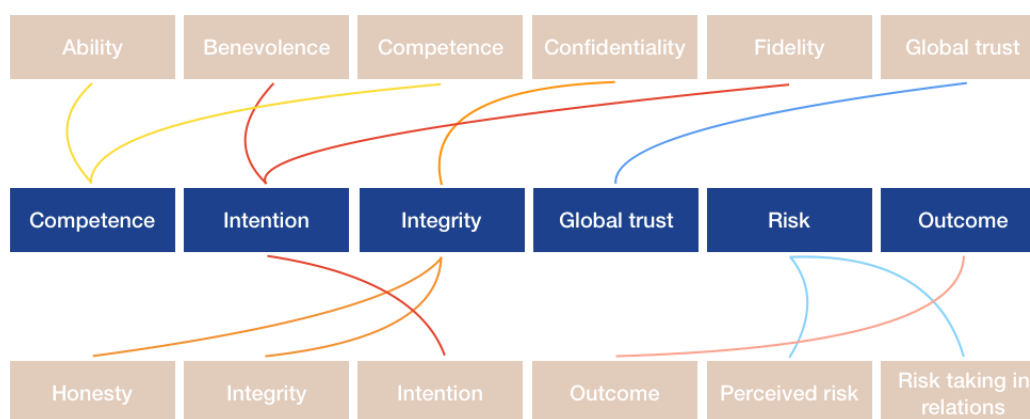 Ability
Benevolence
Competence
Confidentiality
Fidelity
Global trust
Competence
Intention
Integrity
Global trust
Risk
Outcome
Honesty
Integrity
Intention
Outcome
Perceived risk
Risk taking in
relations